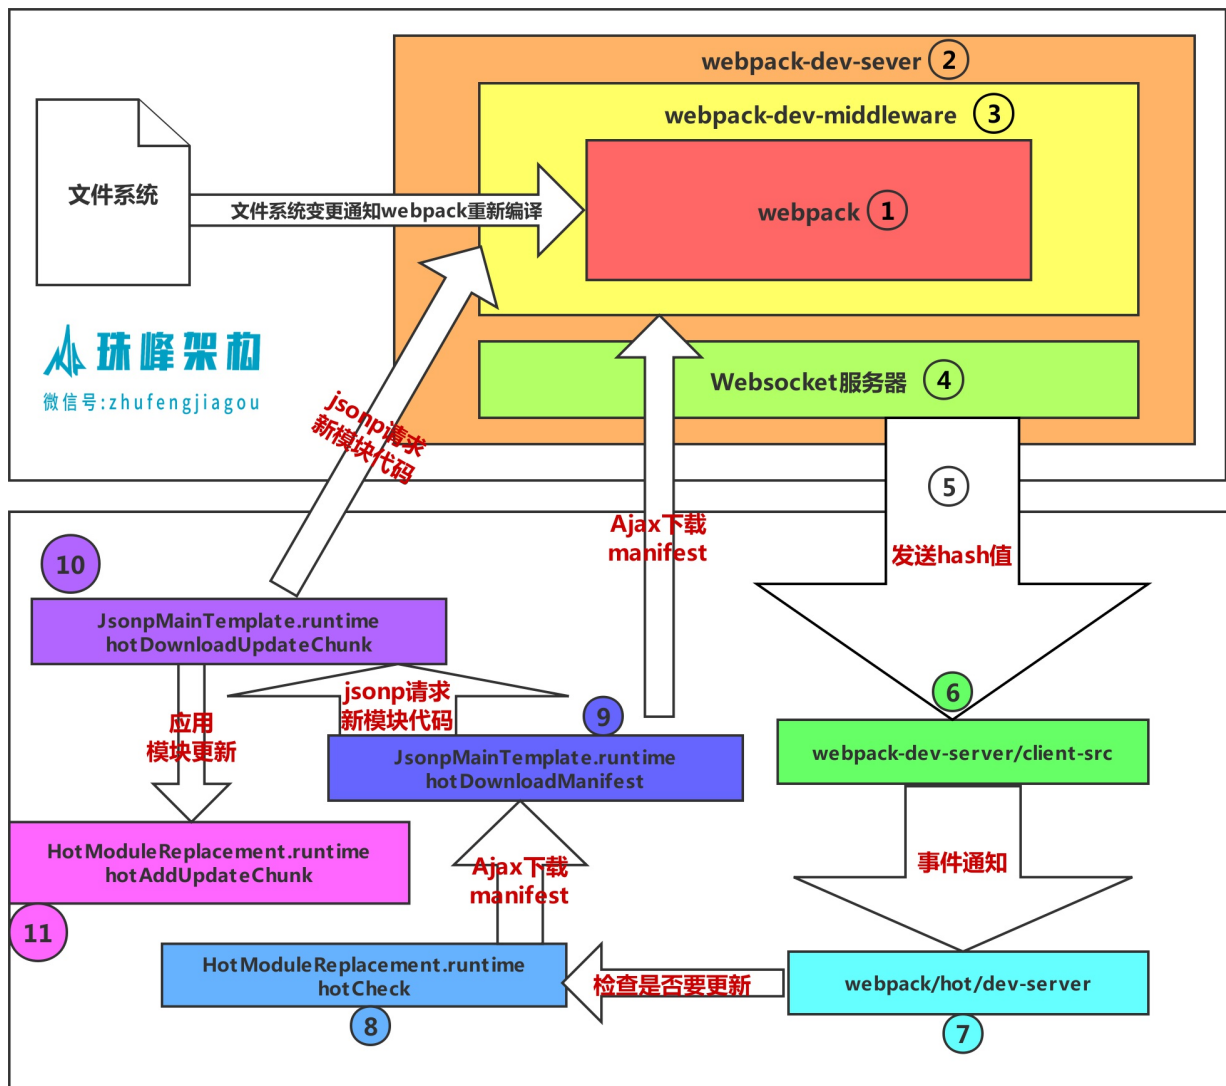 webpack-dev-sever 2
webpack-dev-middleware 3
文件系统
文件系统变更通知webpack重新编译
webpack 1
珠峰架构
微信号:zhufengjiagou
Websocket服务器 4
jsonp请求
新模块代码
5
Ajax下载
manifest
发送hash值
10
JsonpMainTemplate.runtime
hotDownloadUpdateChunk
6
jsonp请求
新模块代码
9
应用
模块更新
JsonpMainTemplate.runtime
hotDownloadManifest
webpack-dev-server/client-src
HotModuleReplacement.runtime
hotAddUpdateChunk
11
Ajax下载
manifest
事件通知
HotModuleReplacement.runtime
hotCheck
8
检查是否要更新
webpack/hot/dev-server
7